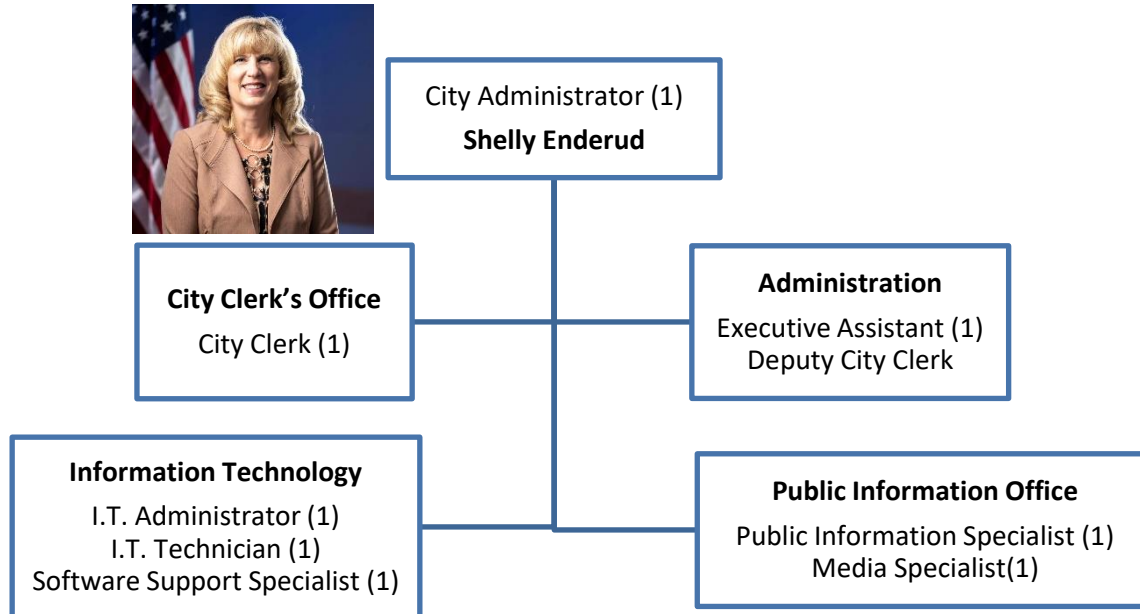 City Administrator (1)
Shelly Enderud
City Clerk’s Office
City Clerk (1)
Administration
Executive Assistant (1)
Deputy City Clerk
Information Technology
I.T. Administrator (1)
I.T. Technician (1)
Software Support Specialist (1)
Public Information Office
Public Information Specialist (1)
Media Specialist(1)